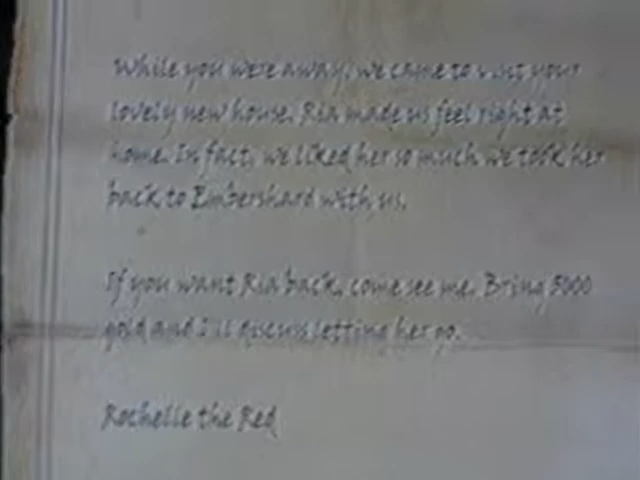 While you were away, we came to visit your
lovely new house. Ria made us feel right at
home. In fact, we liked her so much we took her
back to Embershard with us.
If you want Ria back, come see me. Bring 5000
gold and I'll discuss letting her go.
Rochelle the Red